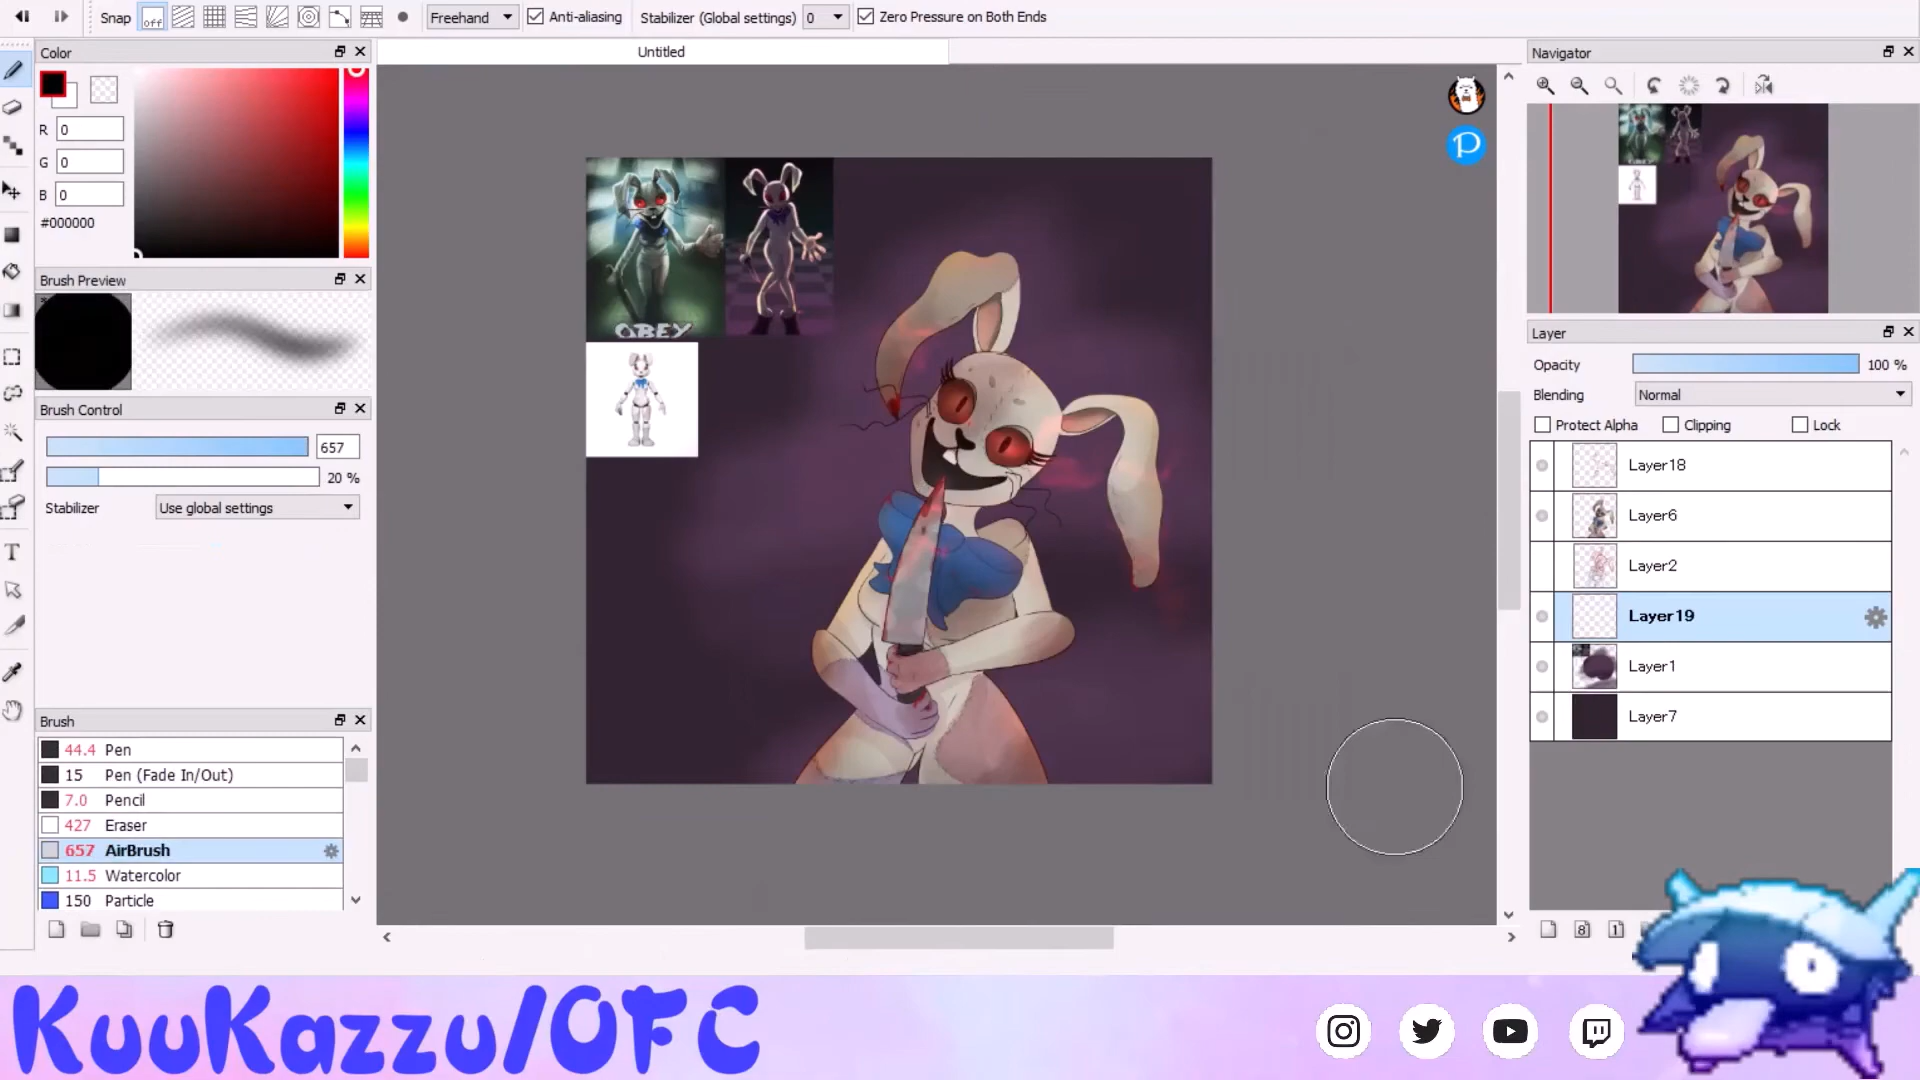 Snap off Freehand Anti-aliasing Stabilizer (Global settings) 0 Zero Pressure on Both Ends
Color
Untitled
Navigator
R 0
G 0
B 0
#000000
Brush Preview
OBEY
Brush Control
657
20 %
Stabilizer Use global settings
Layer
Opacity 100 %
Blending Normal
Protect Alpha Clipping Lock
Layer18
Layer6
Layer2
Layer19
Layer1
Layer7
Brush
44.4 Pen
15 Pen (Fade In/Out)
7.0 Pencil
427 Eraser
657 AirBrush
11.5 Watercolor
150 Particle
8 1
T
P
KuuKazzu/OFC